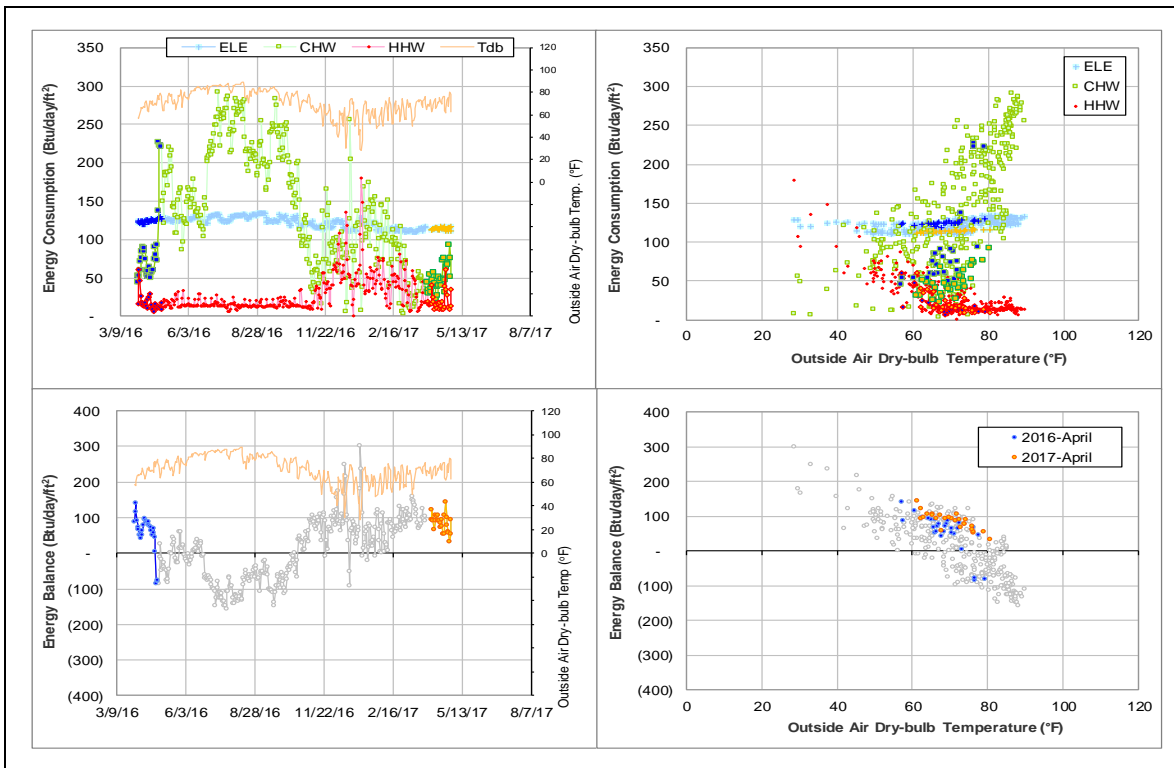 ELE CHW HHW Tdb
Energy Consumption (Btu/day/ft²)
350
300
250
200
150
100
50
-
120
100
80
60
40
20
0
Outside Air Dry-bulb Temp. (°F)
3/9/16 6/3/16 8/28/16 11/22/16 2/16/17 5/13/17 8/7/17
ELE
CHW
HHW
Energy Consumption (Btu/day/ft²)
350
300
250
200
150
100
50
-
0 20 40 60 80 100 120
Outside Air Dry-bulb Temperature (°F)
Energy Balance (Btu/day/ft²)
400
300
200
100
-
(100)
(200)
(300)
(400)
120
100
80
60
40
20
0
Outside Air Dry-bulb Temp (°F)
3/9/16 6/3/16 8/28/16 11/22/16 2/16/17 5/13/17 8/7/17
2016-April
2017-April
Energy Balance (Btu/day/ft²)
400
300
200
100
-
(100)
(200)
(300)
(400)
0 20 40 60 80 100 120
Outside Air Dry-bulb Temperature (°F)